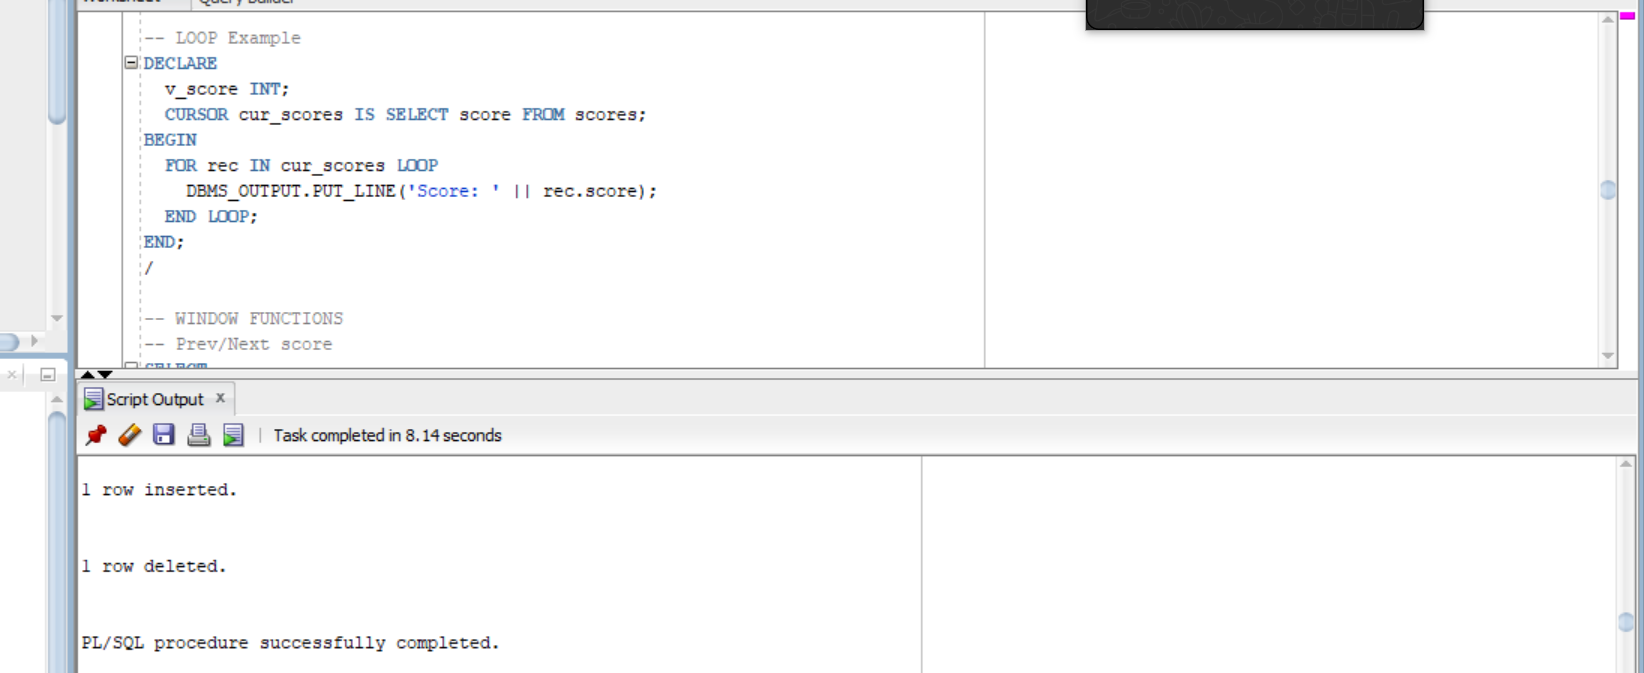 Worksheet Query Builder
-- LOOP Example
DECLARE
v_score INT;
CURSOR cur_scores IS SELECT score FROM scores;
BEGIN
FOR rec IN cur_scores LOOP
DBMS_OUTPUT.PUT_LINE('Score: ' || rec.score);
END LOOP;
END;
/
-- WINDOW FUNCTIONS
-- Prev/Next score
SELECT
Script Output x
Task completed in 8.14 seconds
1 row inserted.
1 row deleted.
PL/SQL procedure successfully completed.